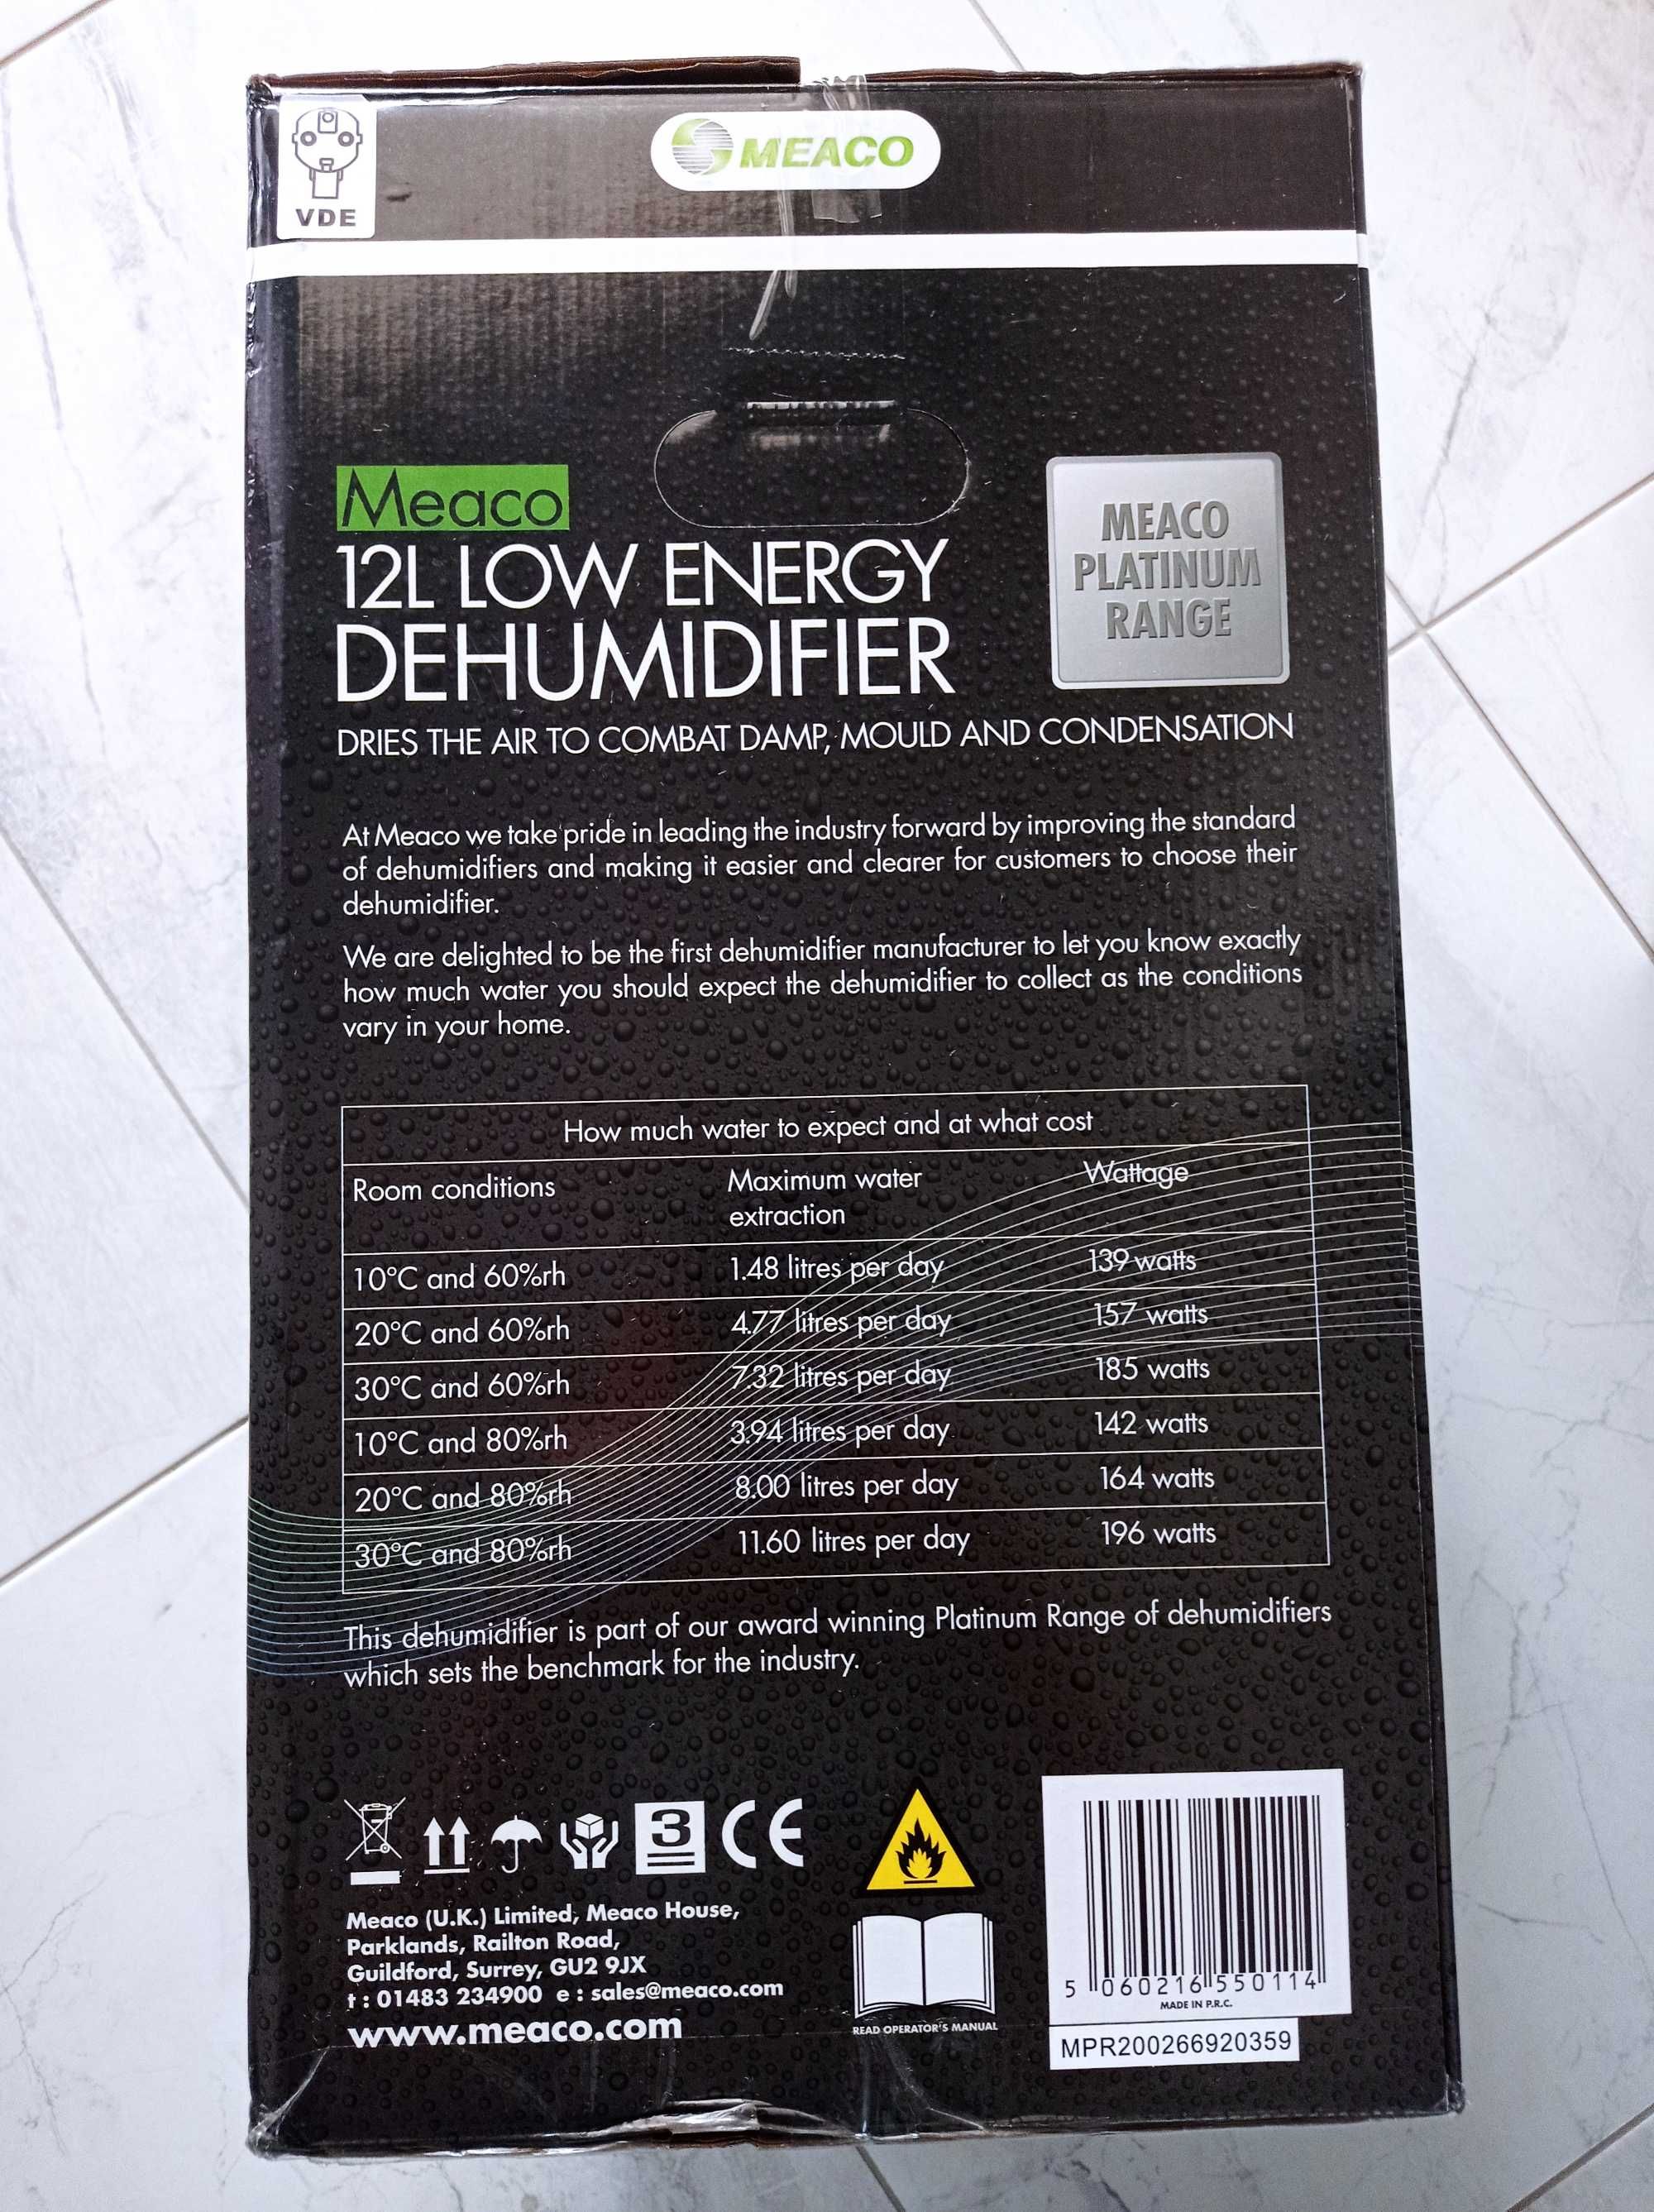 VDE
MEACO
Meaco
12L LOW ENERGY
DEHUMIDIFIER
MEACO
PLATINUM
RANGE
DRIES THE AIR TO COMBAT DAMP, MOULD AND CONDENSATION
At Meaco we take pride in leading the industry forward by improving the standard
of dehumidifiers and making it easier and clearer for customers to choose their
dehumidifier.
We are delighted to be the first dehumidifier manufacturer to let you know exactly
how much water you should expect the dehumidifier to collect as the conditions
vary in your home.
How much water to expect and at what cost
Room conditions Maximum water extraction Wattage
10°C and 60%rh 1.48 litres per day 139 watts
20°C and 60%rh 4.77 litres per day 157 watts
30°C and 60%rh 7.32 litres per day 185 watts
10°C and 80%rh 3.94 litres per day 142 watts
20°C and 80%rh 8.00 litres per day 164 watts
30°C and 80%rh 11.60 litres per day 196 watts
This dehumidifier is part of our award winning Platinum Range of dehumidifiers
which sets the benchmark for the industry.
3 CE
Meaco (U.K.) Limited, Meaco House,
Parklands, Railton Road,
Guildford, Surrey, GU2 9JX
t : 01483 234900 e : sales@meaco.com
www.meaco.com
READ OPERATOR'S MANUAL
5 060216 550114
MADE IN P.R.C.
MPR200266920359